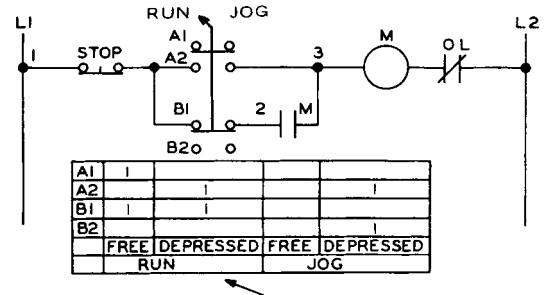 RUN JOG
L1 L2
A1 M
1 STOP A2 3 OL
B1 2 M
B2
A1 1
A2 1 1
B1 1 1
B2 1
FREE DEPRESSED FREE DEPRESSED
RUN JOG